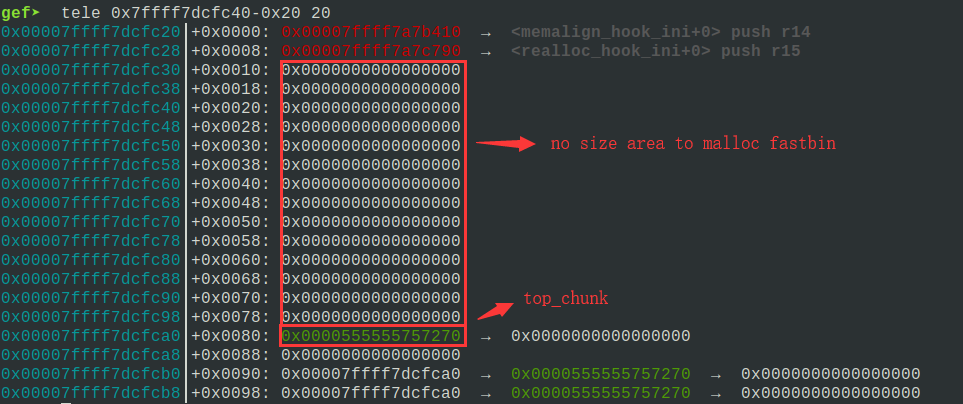 gef➤  tele 0x7ffff7dcfc40-0x20 20
0x00007ffff7dcfc20│+0x0000: 0x00007ffff7a7b410  →  <memalign_hook_ini+0> push r14
0x00007ffff7dcfc28│+0x0008: 0x00007ffff7a7c790  →  <realloc_hook_ini+0> push r15
0x00007ffff7dcfc30│+0x0010: 0x0000000000000000
0x00007ffff7dcfc38│+0x0018: 0x0000000000000000
0x00007ffff7dcfc40│+0x0020: 0x0000000000000000
0x00007ffff7dcfc48│+0x0028: 0x0000000000000000
0x00007ffff7dcfc50│+0x0030: 0x0000000000000000 no size area to malloc fastbin
0x00007ffff7dcfc58│+0x0038: 0x0000000000000000
0x00007ffff7dcfc60│+0x0040: 0x0000000000000000
0x00007ffff7dcfc68│+0x0048: 0x0000000000000000
0x00007ffff7dcfc70│+0x0050: 0x0000000000000000
0x00007ffff7dcfc78│+0x0058: 0x0000000000000000
0x00007ffff7dcfc80│+0x0060: 0x0000000000000000
0x00007ffff7dcfc88│+0x0068: 0x0000000000000000
0x00007ffff7dcfc90│+0x0070: 0x0000000000000000 top_chunk
0x00007ffff7dcfc98│+0x0078: 0x0000000000000000
0x00007ffff7dcfca0│+0x0080: 0x0000555555757270  →  0x0000000000000000
0x00007ffff7dcfca8│+0x0088: 0x0000000000000000
0x00007ffff7dcfcb0│+0x0090: 0x00007ffff7dcfca0  →  0x0000555555757270  →  0x0000000000000000
0x00007ffff7dcfcb8│+0x0098: 0x00007ffff7dcfca0  →  0x0000555555757270  →  0x0000000000000000